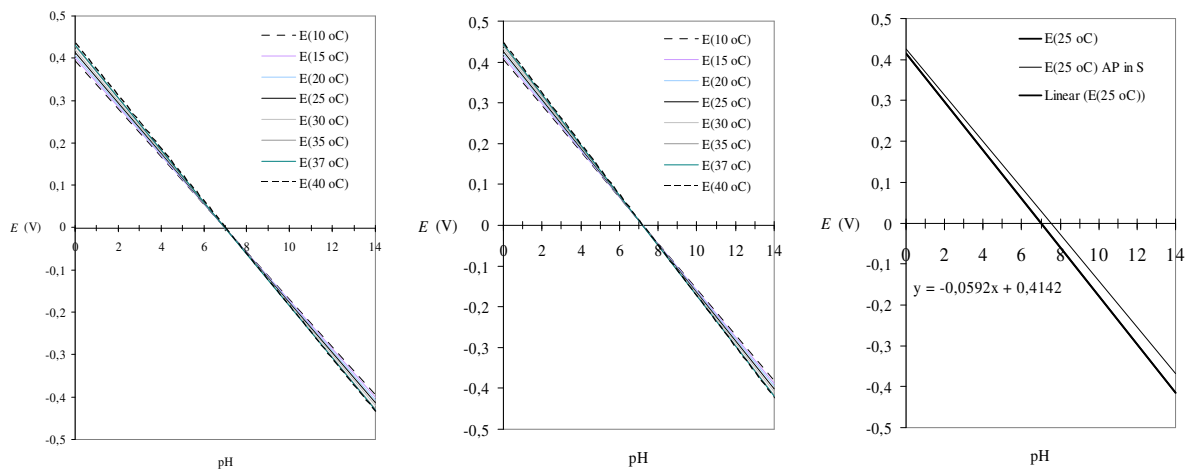 0,5
0,4
0,3
0,2
0,1
0
-0,1
-0,2
-0,3
-0,4
-0,5
E (V)
0 2 4 6 8 10 12 14
pH
E(10 oC)
E(15 oC)
E(20 oC)
E(25 oC)
E(30 oC)
E(35 oC)
E(37 oC)
E(40 oC)
0,5
0,4
0,3
0,2
0,1
0
-0,1
-0,2
-0,3
-0,4
-0,5
E (V)
0 2 4 6 8 10 12 14
pH
E(10 oC)
E(15 oC)
E(20 oC)
E(25 oC)
E(30 oC)
E(35 oC)
E(37 oC)
E(40 oC)
0,5
0,4
0,3
0,2
0,1
0
-0,1
-0,2
-0,3
-0,4
-0,5
E (V)
0 2 4 6 8 10 12 14
pH
E(25 oC)
E(25 oC) AP in S
Linear (E(25 oC))
y = -0,0592x + 0,4142